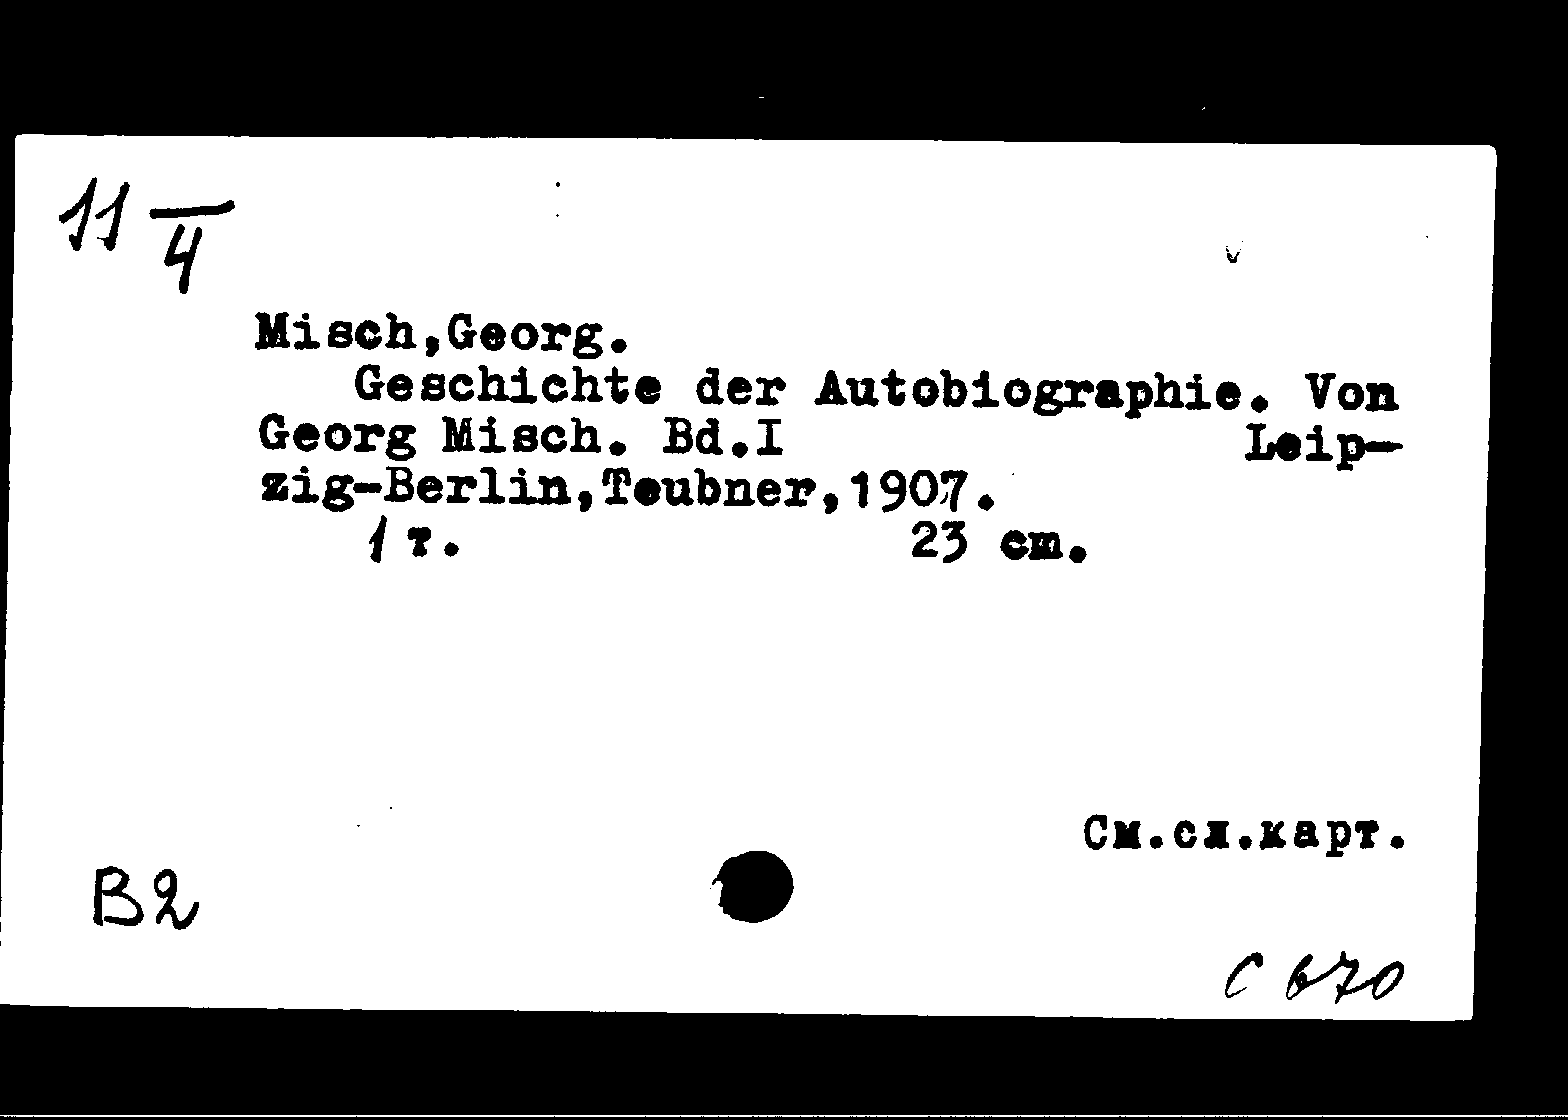 11 —
4
Misch,Georg.
Geschichte der Autobiographie. Von
Georg Misch. Bd.I Leip-
zig-Berlin,Teubner,1907.
1 т. 23 cm.
См.сл.карт.
B2
C 670